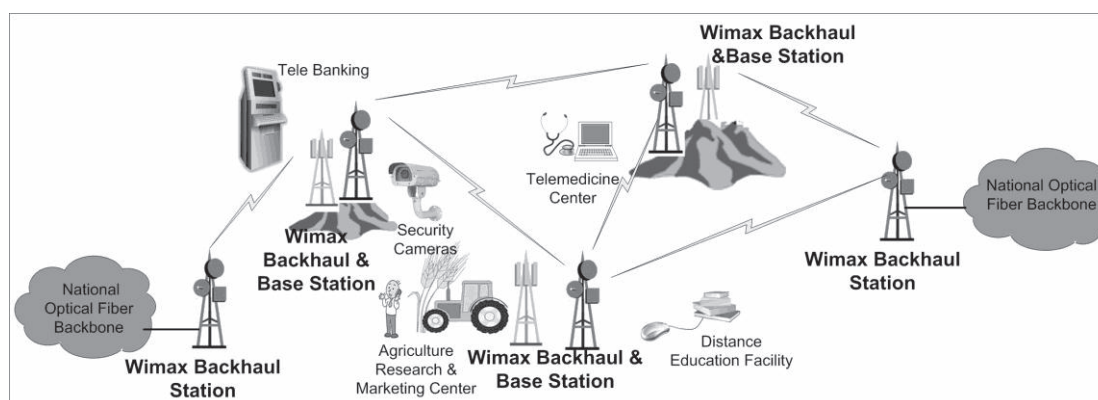 Wimax Backhaul
&Base Station
Tele Banking
Telemedicine
Center
National Optical
Fiber Backbone
Security
Cameras
Wimax
Backhaul &
Base Station
Wimax Backhaul
Station
National
Optical Fiber
Backbone
Wimax Backhaul
Station
Agriculture
Research &
Marketing Center
Wimax Backhaul &
Base Station
Distance
Education Facility